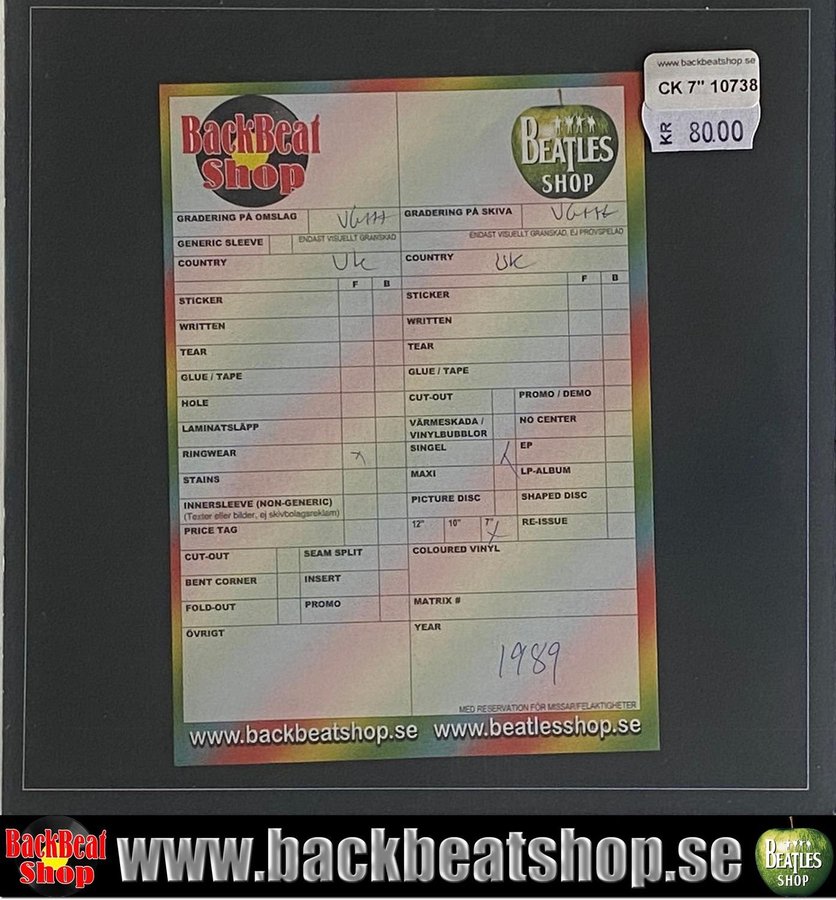 www.backbeatshop.se
CK 7" 10738
KR 80.00
BackBeat
Shop
BEATLES
SHOP
GRADERING PÅ OMSLAG VG++
GENERIC SLEEVE ENDAST VISUELLT GRANSKAD
COUNTRY UK
F B
STICKER
WRITTEN
TEAR
GLUE / TAPE
HOLE
LAMINATSLÄPP
RINGWEAR x
STAINS
INNERSLEEVE (NON-GENERIC)
(Texter eller bilder, ej skivbolagsreklam)
PRICE TAG
CUT-OUT SEAM SPLIT
BENT CORNER INSERT
FOLD-OUT PROMO
ÖVRIGT
GRADERING PÅ SKIVA VG++
ENDAST VISUELLT GRANSKAD, EJ PROVSPELAD
COUNTRY UK
F B
STICKER
WRITTEN
TEAR
GLUE / TAPE
CUT-OUT PROMO / DEMO
VÄRMESKADA /
VINYLBUBBLOR
NO CENTER
SINGEL x EP
MAXI LP-ALBUM
PICTURE DISC SHAPED DISC
12" 10" 7" x RE-ISSUE
COLOURED VINYL
MATRIX #
YEAR
1989
MED RESERVATION FÖR MISSAR/FELAKTIGHETER
www.backbeatshop.se www.beatlesshop.se
BackBeat
Shop
www.backbeatshop.se
BEATLES
SHOP